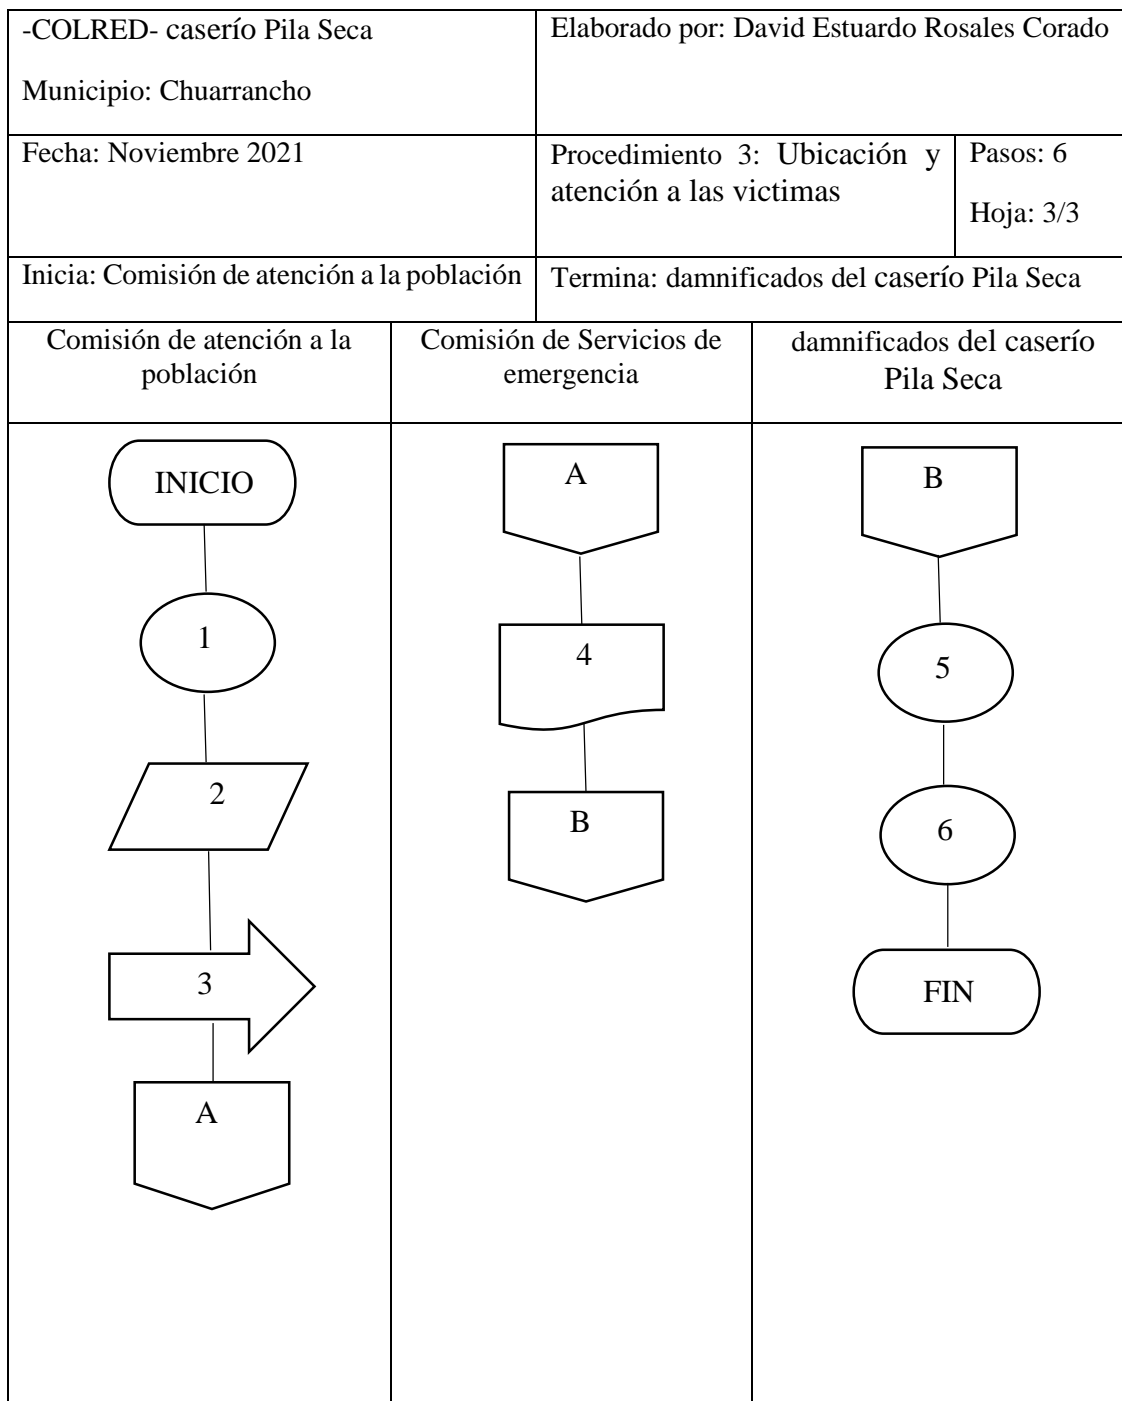 -COLRED- caserío Pila Seca
Municipio: Chuarrancho
Elaborado por: David Estuardo Rosales Corado
Fecha: Noviembre 2021
Procedimiento 3: Ubicación y
atención a las victimas
Pasos: 6
Hoja: 3/3
Inicia: Comisión de atención a la población
Termina: damnificados del caserío Pila Seca
Comisión de atención a la
población
Comisión de Servicios de
emergencia
damnificados del caserío
Pila Seca
INICIO
1
2
3
A
A
4
B
B
5
6
FIN